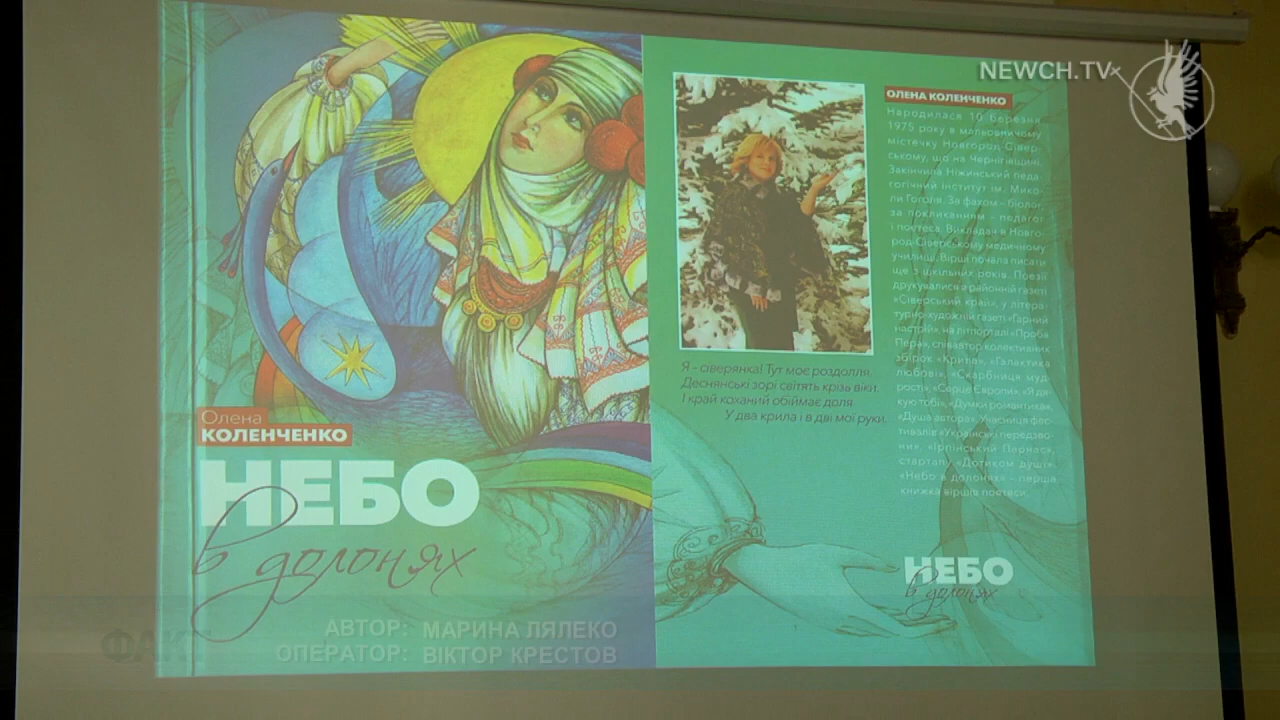 NEWCH.TV
Олена
КОЛЕНЧЕНКО
НЕБО
в долонях
ОЛЕНА КОЛЕНЧЕНКО
Народилася 10 березня
1975 року в мальовничому
містечку Новгород-Сівер-
ському, що на Чернігівщині.
Закінчила Ніжинський педа-
гогічний інститут ім. Мико-
ли Гоголя. За фахом – біолог,
за покликанням – педагог
і поетеса. Викладач в Новго-
род-Сіверському медичному
училищі. Вірші почала писати
ще з шкільних років. Поезії
друкувалися в районній газеті
«Сіверський край», у літера-
турно-художній газеті «Гарний
настрій», на літпорталі «Проба
Пера», співавтор колективних
збірок «Крила», «Галактика
любові», «Скарбниця муд-
рості», «Серце Європи», «Я дя-
кую тобі», «Думки романтика»,
«Душа автора». Учасниця фес-
тивалів «Українські передзво-
ни», «Ірпінський Парнас»,
стартапу «Дотиком душі».
«Небо в долонях» – перша
книжка віршів поетеси.
Я – сіверянка! Тут моє роздолля.
Деснянські зорі світять крізь віки.
І край коханий обіймає доля
У два крила і в дві мої руки.
НЕБО
в долонях
ФАКТ
АВТОР: МАРИНА ЛЯЛЕКО
ОПЕРАТОР: ВІКТОР КРЕСТОВ